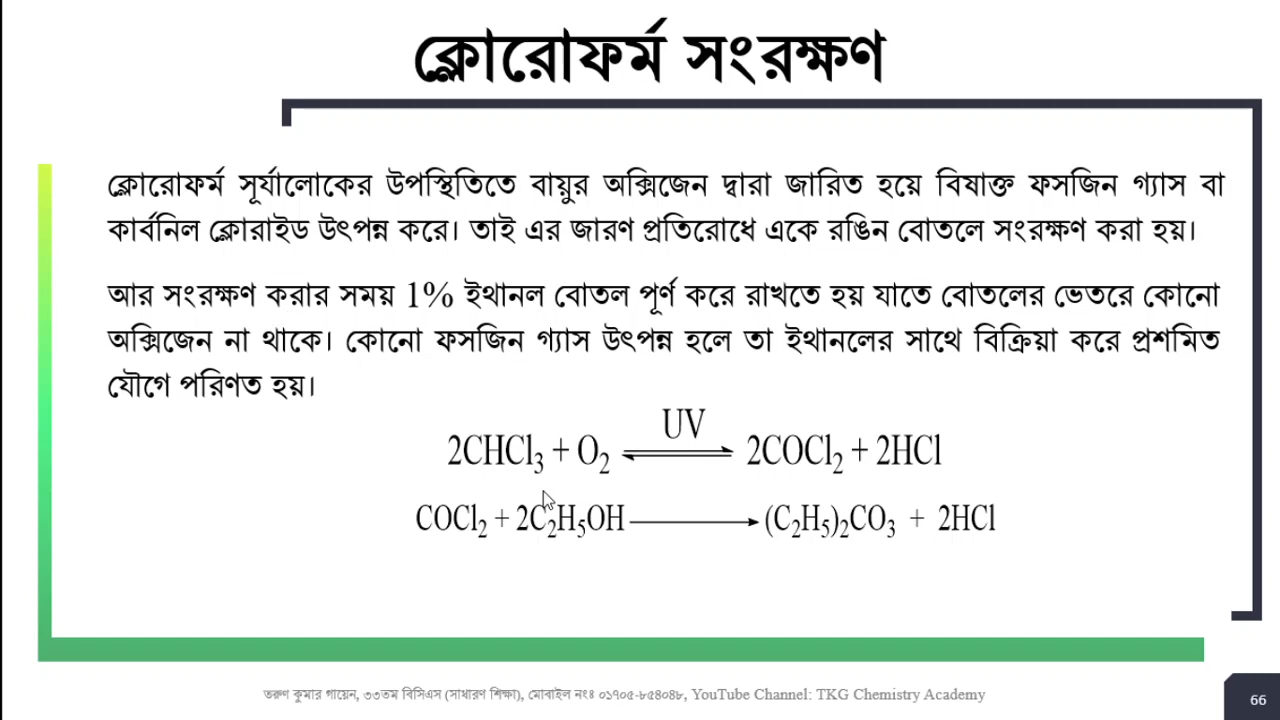 ক্লোরোফর্ম সংরক্ষণ
ক্লোরোফর্ম সূর্যালোকের উপস্থিতিতে বায়ুর অক্সিজেন দ্বারা জারিত হয়ে বিষাক্ত ফসজিন গ্যাস বা
কার্বনিল ক্লোরাইড উৎপন্ন করে। তাই এর জারণ প্রতিরোধে একে রঙিন বোতলে সংরক্ষণ করা হয়।
আর সংরক্ষণ করার সময় 1% ইথানল বোতল পূর্ণ করে রাখতে হয় যাতে বোতলের ভেতরে কোনো
অক্সিজেন না থাকে। কোনো ফসজিন গ্যাস উৎপন্ন হলে তা ইথানলের সাথে বিক্রিয়া করে প্রশমিত
যৌগে পরিণত হয়।
UV
2CHCl₃ + O₂ ⇌ 2COCl₂ + 2HCl
COCl₂ + 2C₂H₅OH → (C₂H₅)₂CO₃ + 2HCl
তরুণ কুমার গায়েন, ৩৩তম বিসিএস (সাধারণ শিক্ষা), মোবাইল নংঃ ০১৭০৫-৮৫৪০৪৮, YouTube Channel: TKG Chemistry Academy
66